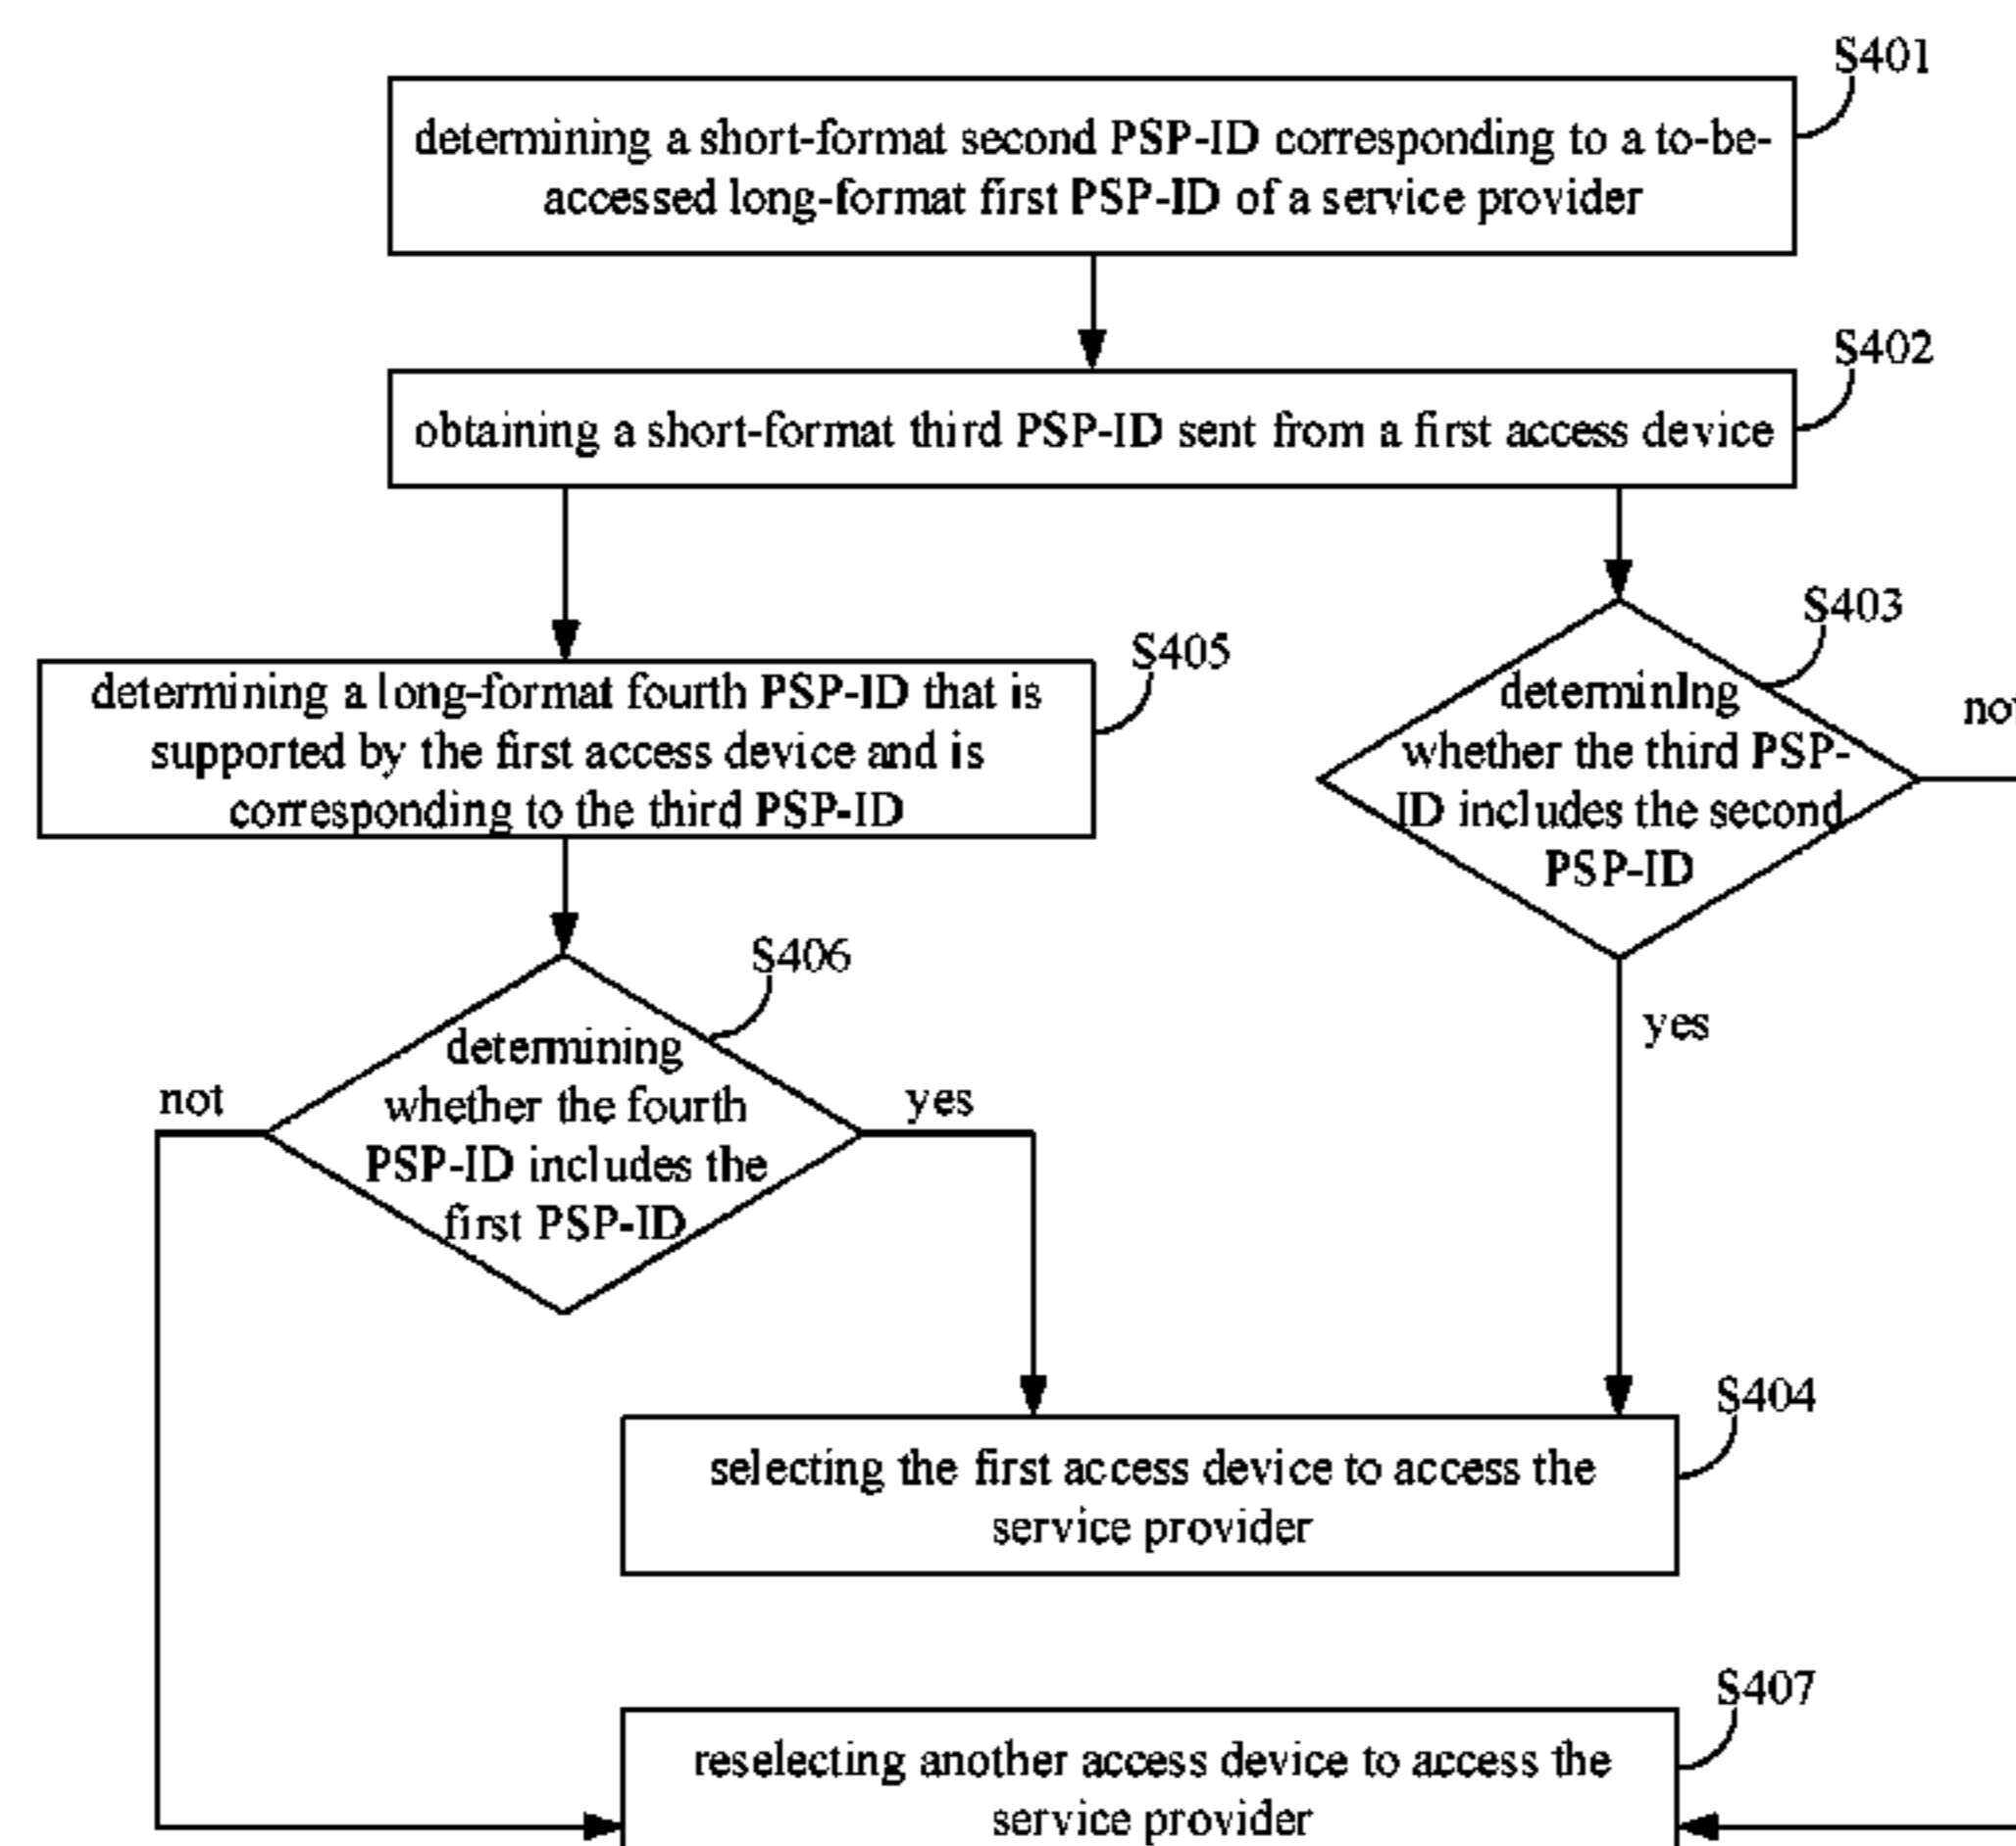 S401
determining a short-format second PSP-ID corresponding to a to-be-
accessed long-format first PSP-ID of a service provider
S402
obtaining a short-format third PSP-ID sent from a first access device
S403
determinIng
whether the third PSP-
ID includes the second
PSP-ID
yes
S405
determining a long-format fourth PSP-ID that is
supported by the first access device and is
corresponding to the third PSP-ID
S406
determining
whether the fourth
PSP-ID includes the
first PSP-ID
not
yes
S404
selecting the first access device to access the
service provider
S407
reselecting another access device to access the
service provider